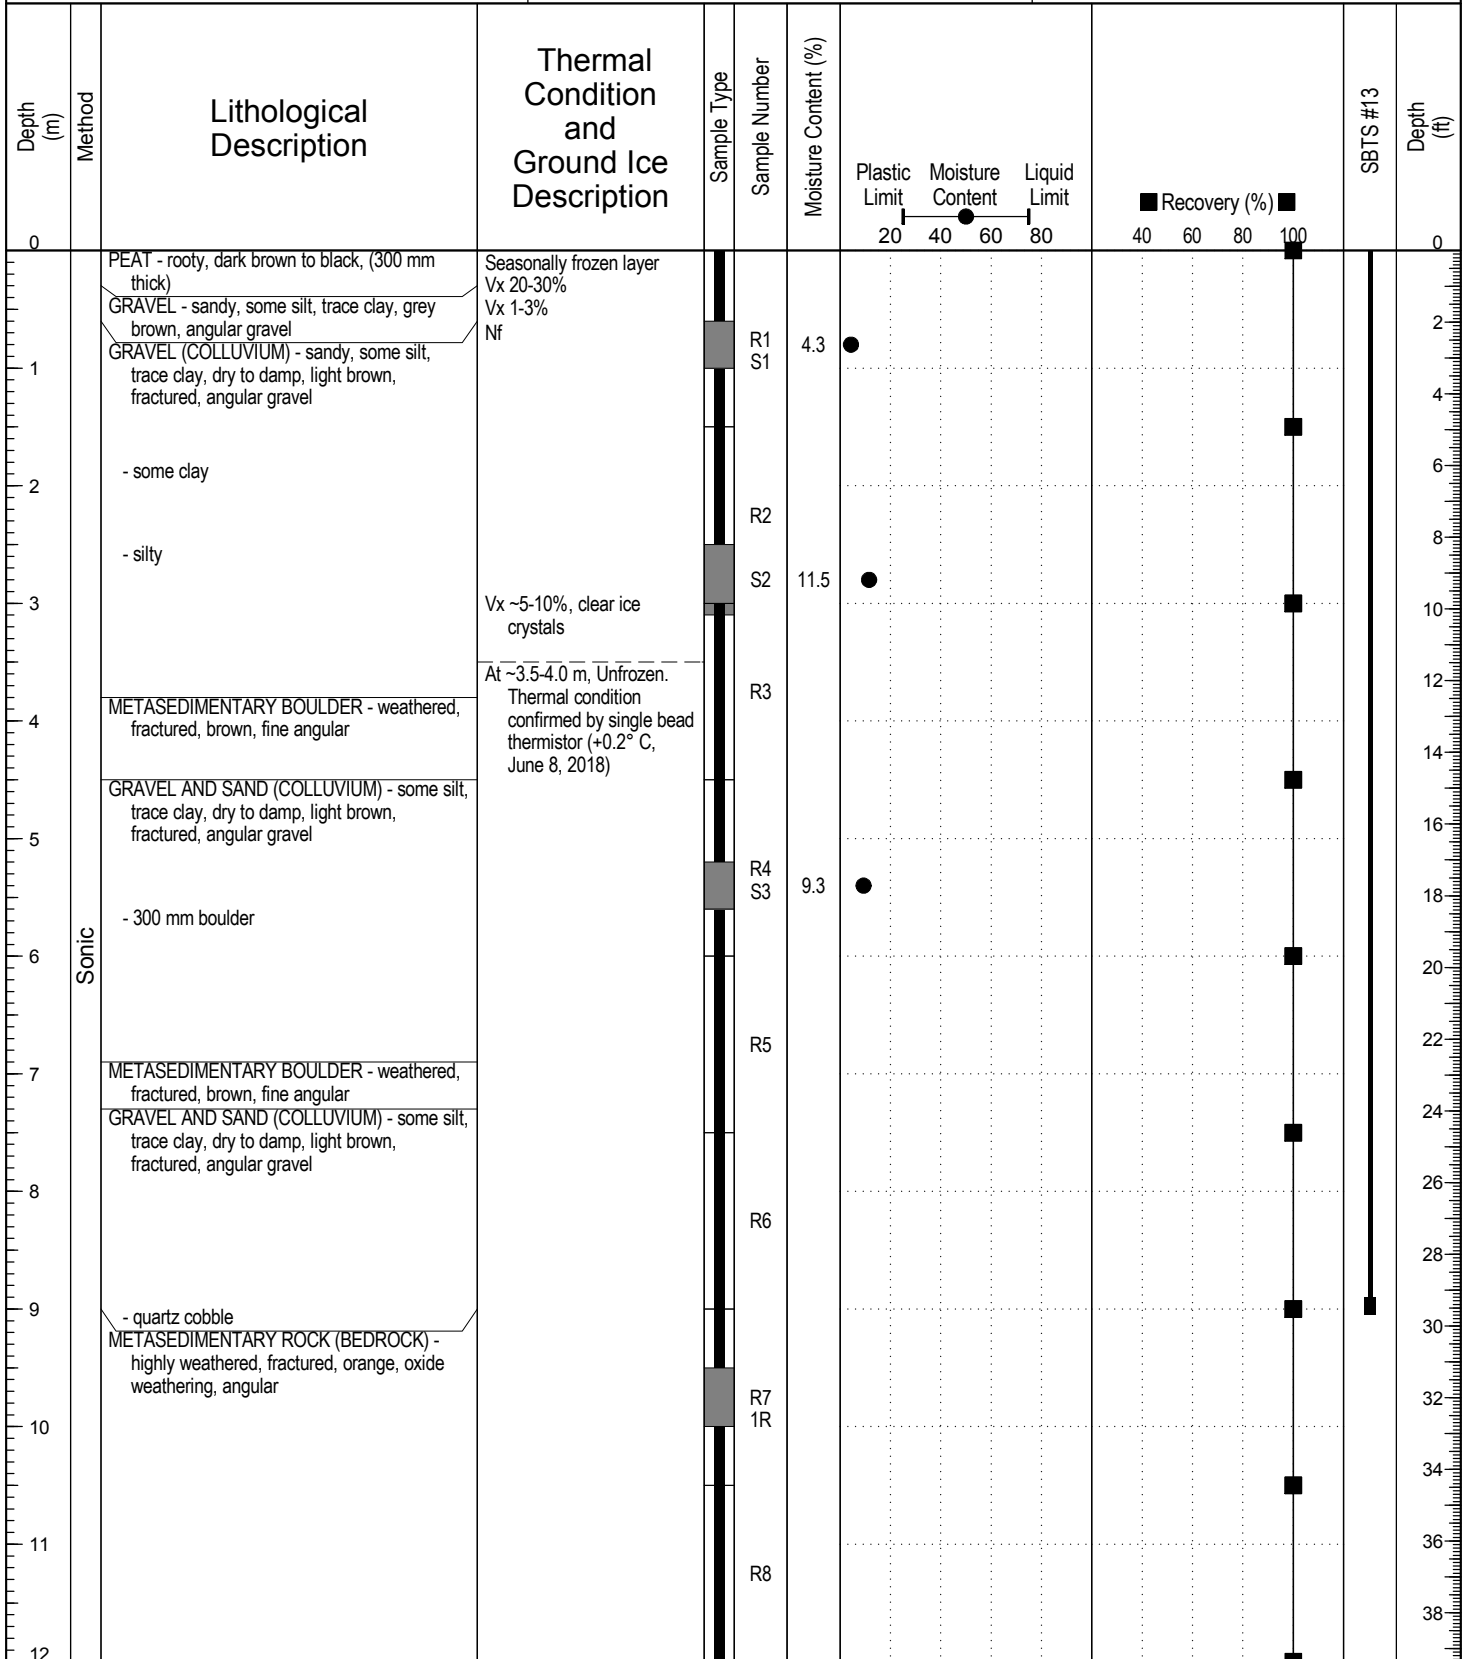 Depth
(m)
Method
Lithological
Description
Thermal
Condition
and
Ground Ice
Description
Sample Type
Sample Number
Moisture Content (%)
Plastic Moisture Liquid
Limit Content Limit
20 40 60 80
Recovery (%)
40 60 80 100
SBTS #13
Depth
(ft)
0
0
PEAT - rooty, dark brown to black, (300 mm
thick)
Seasonally frozen layer
Vx 20-30%
GRAVEL - sandy, some silt, trace clay, grey
brown, angular gravel
Vx 1-3%
Nf
2
GRAVEL (COLLUVIUM) - sandy, some silt,
trace clay, dry to damp, light brown,
fractured, angular gravel
R1
S1
4.3
1
4
- some clay
6
2
R2
8
- silty
S2
11.5
3
Vx ~5-10%, clear ice
crystals
10
At ~3.5-4.0 m, Unfrozen.
Thermal condition
confirmed by single bead
thermistor (+0.2° C,
June 8, 2018)
R3
12
METASEDIMENTARY BOULDER - weathered,
fractured, brown, fine angular
4
14
GRAVEL AND SAND (COLLUVIUM) - some silt,
trace clay, dry to damp, light brown,
fractured, angular gravel
16
5
R4
S3
9.3
18
- 300 mm boulder
Sonic
6
20
R5
22
METASEDIMENTARY BOULDER - weathered,
fractured, brown, fine angular
7
GRAVEL AND SAND (COLLUVIUM) - some silt,
trace clay, dry to damp, light brown,
fractured, angular gravel
24
8
26
R6
28
9
- quartz cobble
30
METASEDIMENTARY ROCK (BEDROCK) -
highly weathered, fractured, orange, oxide
weathering, angular
R7
1R
32
10
34
11
36
R8
38
12